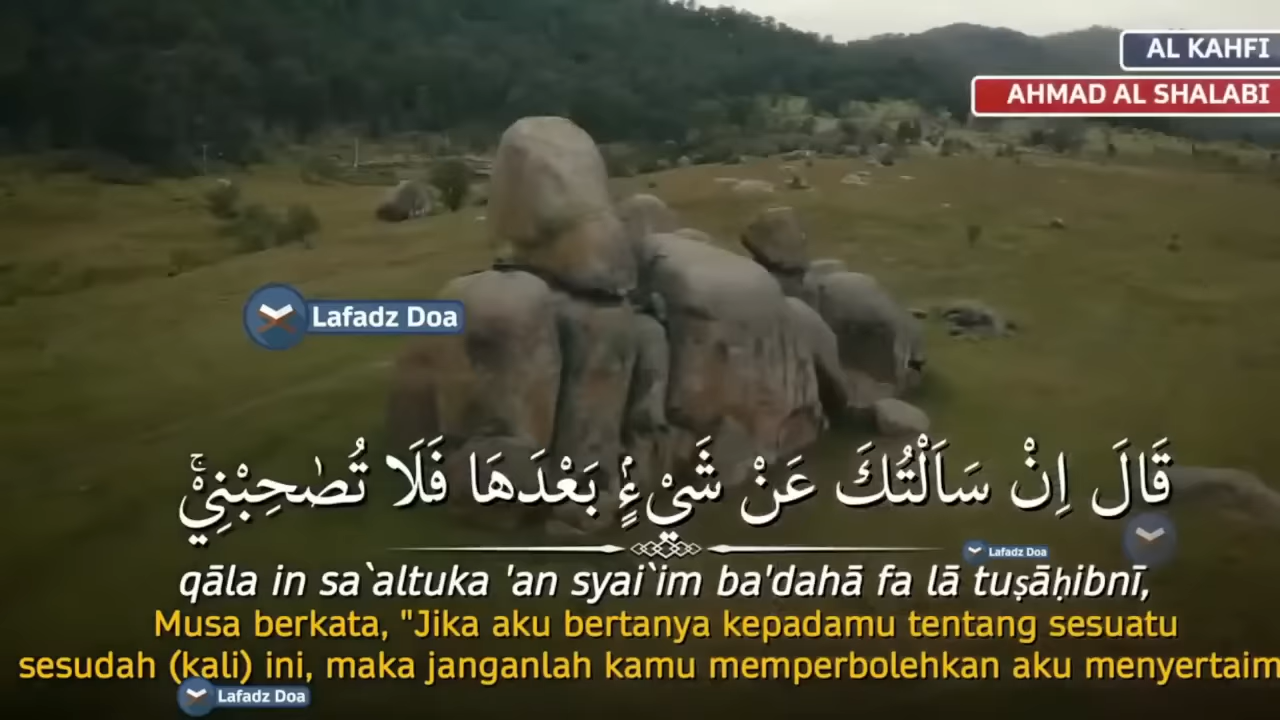 AL KAHFI
AHMAD AL SHALABI
Lafadz Doa
قَالَ اِنْ سَاَلْتُكَ عَنْ شَيْءٍۢ بَعْدَهَا فَلَا تُصٰحِبْنِيْۚ
Lafadz Doa
qāla in sa`altuka 'an syai`im ba'dahā fa lā tuṣāḥibnī,
Musa berkata, "Jika aku bertanya kepadamu tentang sesuatu
sesudah (kali) ini, maka janganlah kamu memperbolehkan aku menyertaim
Lafadz Doa